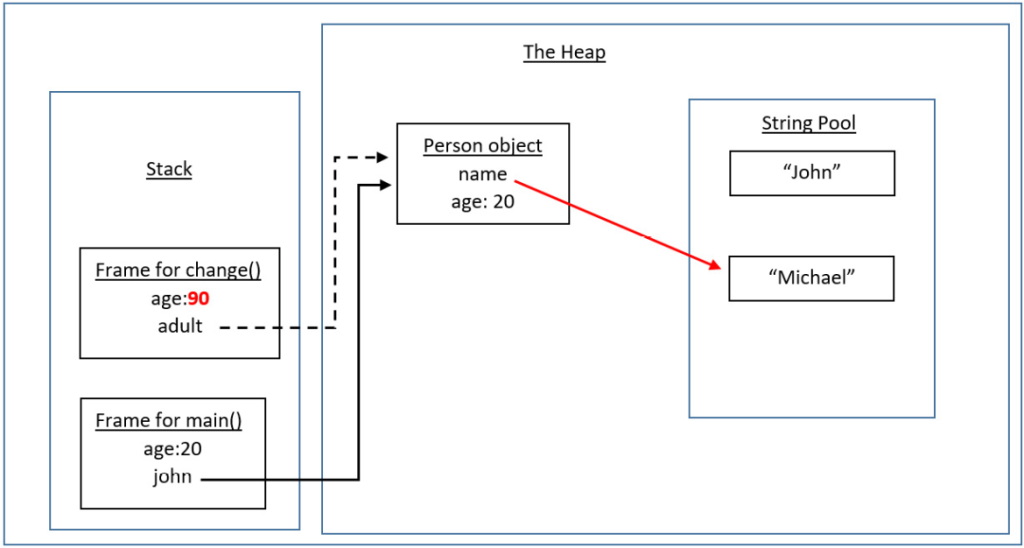 The Heap
Stack
Frame for change()
age:90
adult
Frame for main()
age:20
john
Person object
name
age: 20
String Pool
“John”
“Michael”